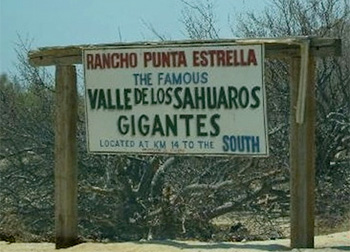 RANCHO PUNTA ESTRELLA
THE FAMOUS
VALLE DE LOS SAHUAROS
GIGANTES
LOCATED AT KM 14 TO THE SOUTH